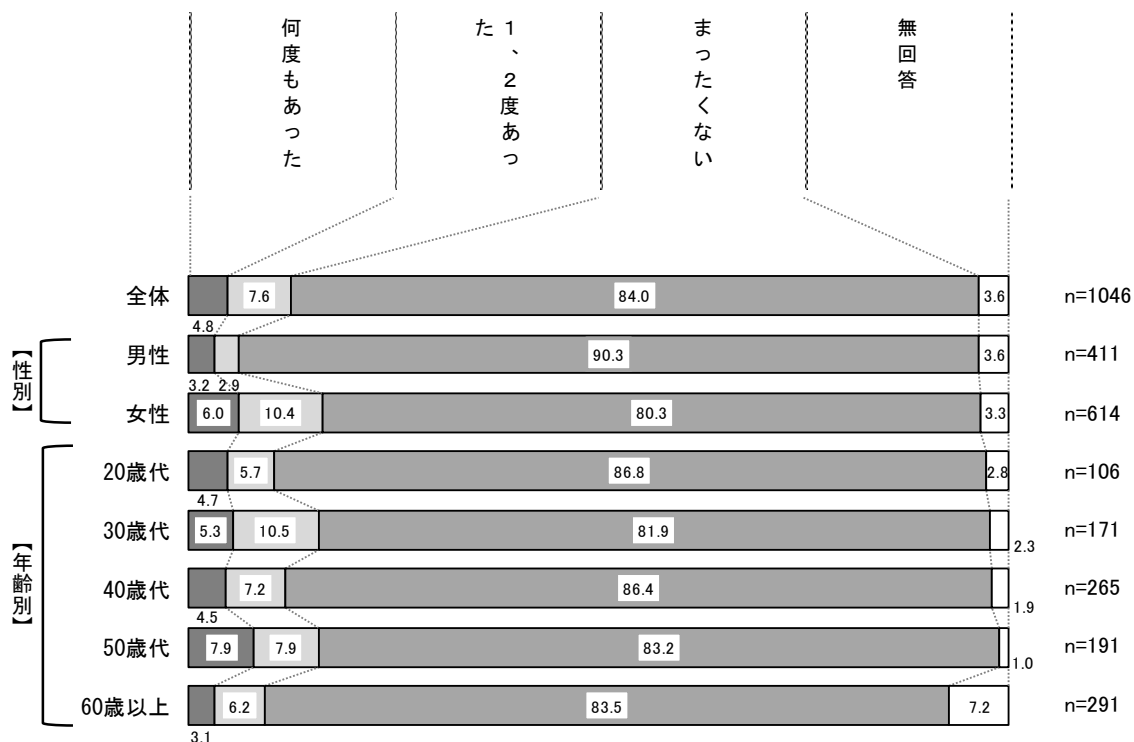 何度もあった
1、2度あっ
た
まったくない
無回答
全体
7.6
84.0
3.6
n=1046
4.8
【性別】
男性
90.3
3.6
n=411
3.2
2.9
女性
6.0
10.4
80.3
3.3
n=614
【年齢別】
20歳代
5.7
86.8
2.8
n=106
4.7
30歳代
5.3
10.5
81.9
2.3
n=171
40歳代
7.2
86.4
1.9
n=265
4.5
50歳代
7.9
7.9
83.2
1.0
n=191
60歳以上
6.2
83.5
7.2
n=291
3.1